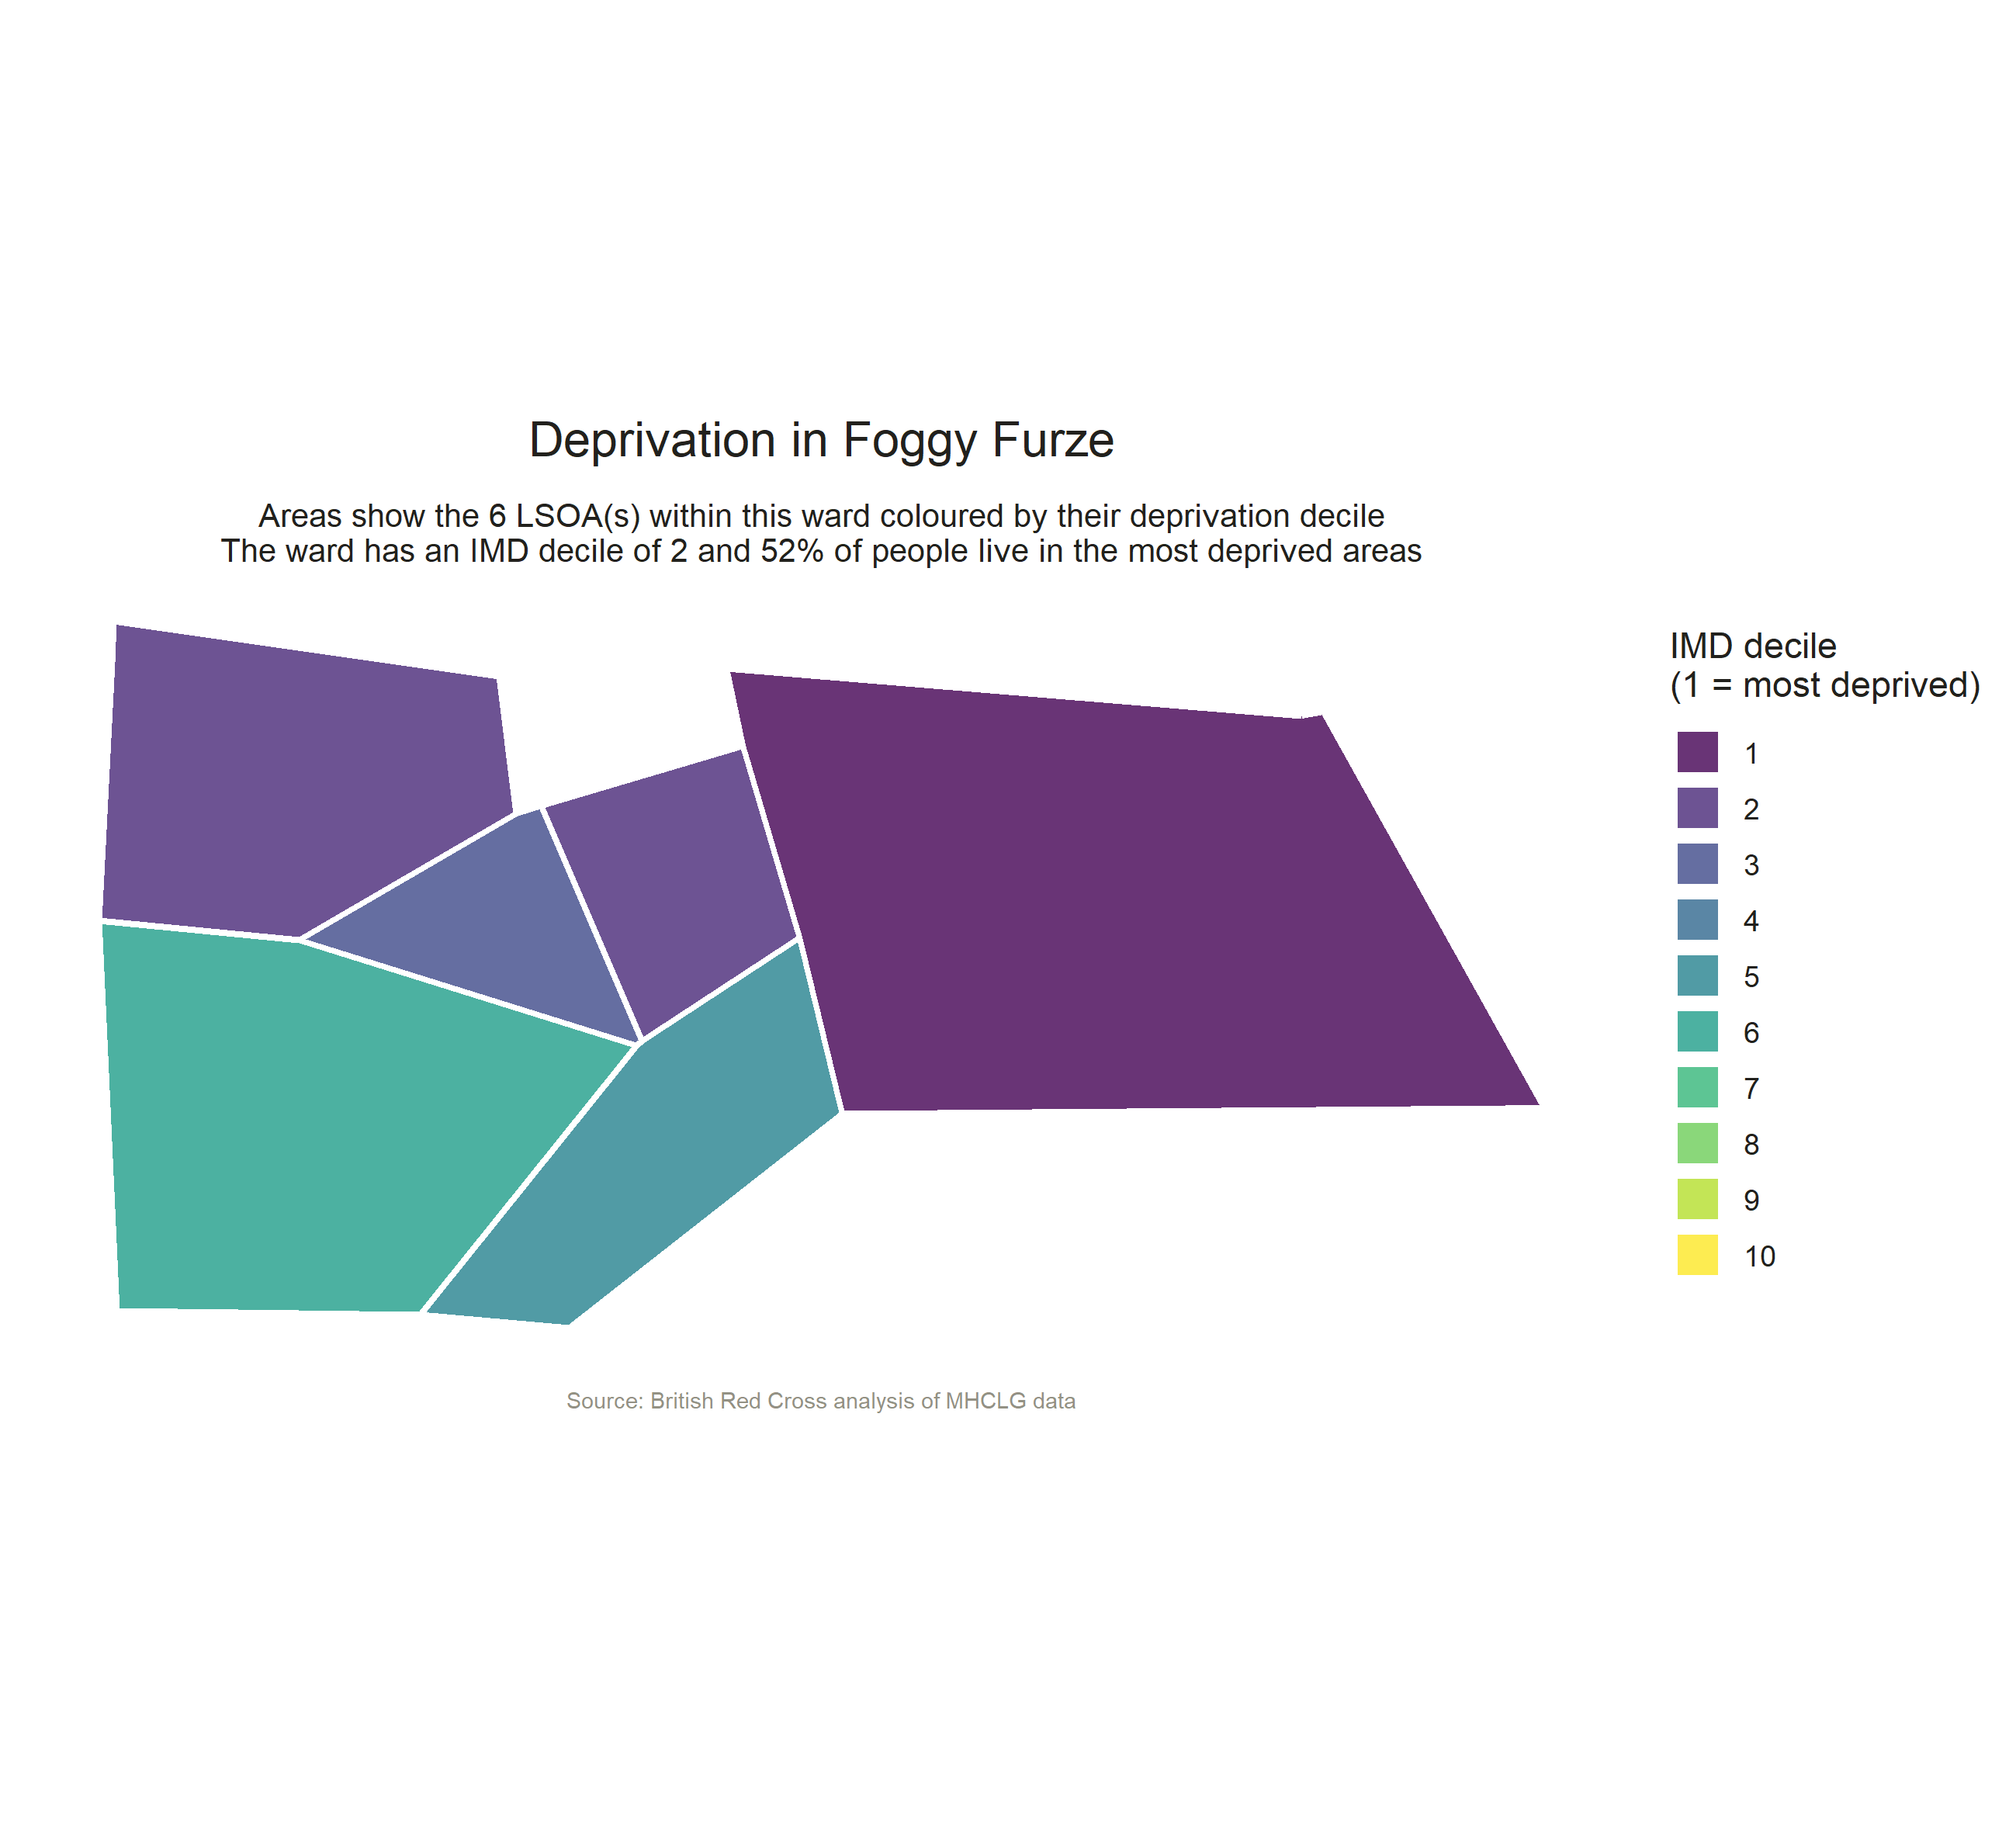 Deprivation in Foggy Furze
Areas show the 6 LSOA(s) within this ward coloured by their deprivation decile
The ward has an IMD decile of 2 and 52% of people live in the most deprived areas
IMD decile
(1 = most deprived)
1
2
3
4
5
6
7
8
9
10
Source: British Red Cross analysis of MHCLG data